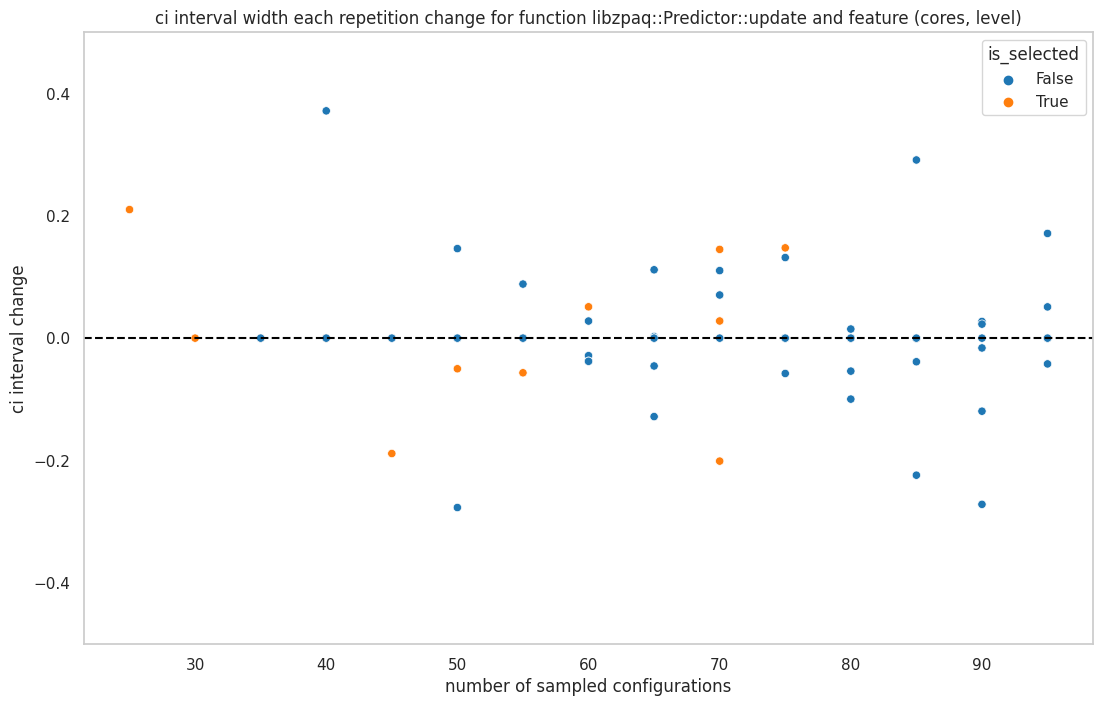 ci interval width each repetition change for function libzpaq::Predictor::update and feature (cores, level)
is_selected
False
True
ci interval change
0.4
0.2
0.0
−0.2
−0.4
30 40 50 60 70 80 90
number of sampled configurations